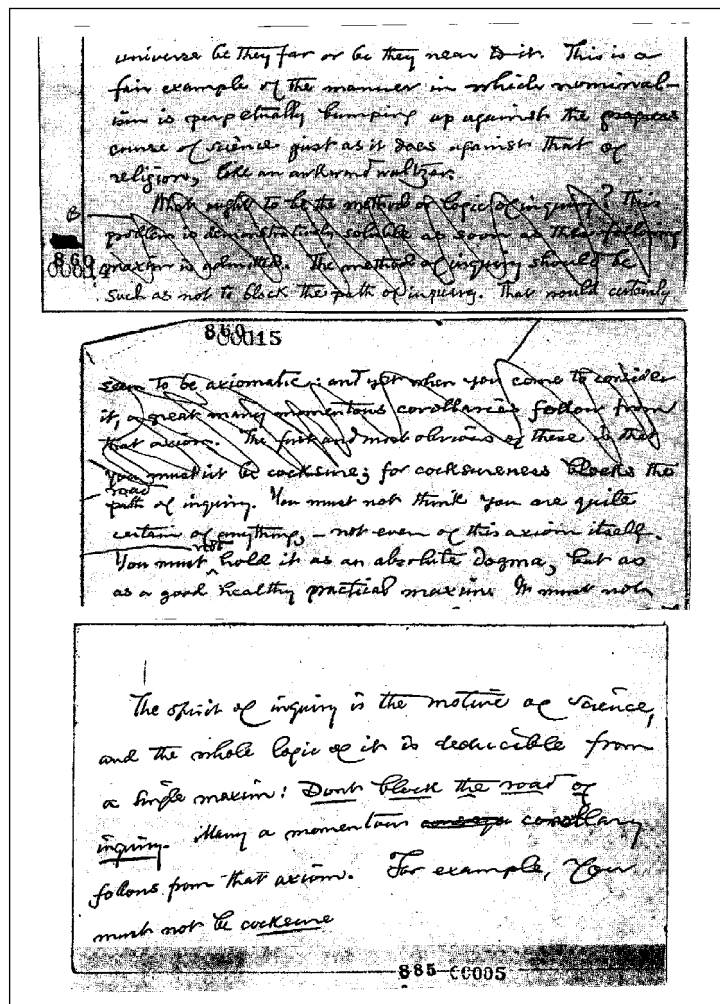 universe be they far or be they near to it. This is a
fair example of the manner in which nominal-
ism is perpetually bumping up against the progress
course of science just as it does against that of
religion, like an awkward waltzer.
B
What ought to be the method or logic of inquiry? This
problem is demonstratively soluble as soon as the following
maxim is admitted. The method of inquiry should be
such as not to block the path of inquiry. That would certainly
860
00014
860
00015
seem to be axiomatic; and yet when you come to consider
it, a great many momentous corollaries follow from
that axiom. The first and most obvious of these is that
you mustnt be cocksure; for cocksureness blocks the
road
path of inquiry. You must not think you are quite
certain of anything, – not even of this axiom itself.
not
You must hold it as an absolute dogma, but as
as a good healthy practical maxim. It must not
The spirit of inquiry is the motive of science,
and the whole logic of it is deducible from
a single maxim: Dont block the road of
inquiry. Many a momentous corollary
follows from that axiom. For example, You
must not be cocksure
885 00005